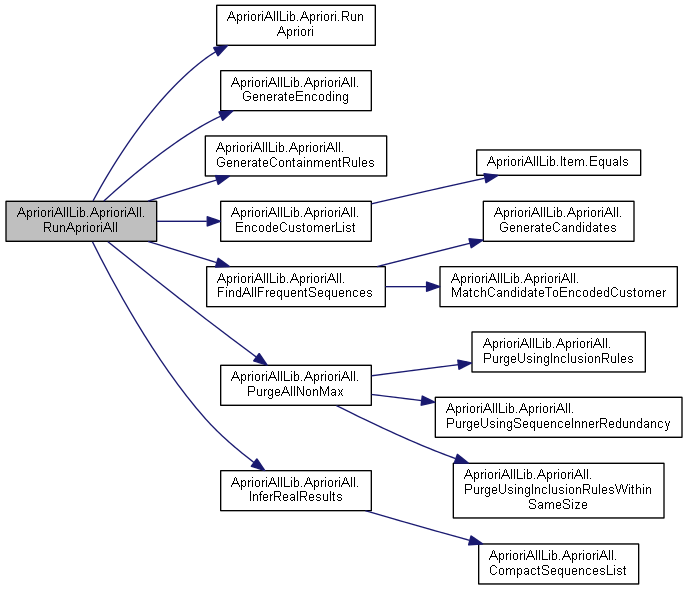 AprioriAllLib.AprioriAll.
RunAprioriAll
AprioriAllLib.Apriori.Run
Apriori
AprioriAllLib.AprioriAll.
GenerateEncoding
AprioriAllLib.AprioriAll.
GenerateContainmentRules
AprioriAllLib.AprioriAll.
EncodeCustomerList
AprioriAllLib.AprioriAll.
FindAllFrequentSequences
AprioriAllLib.AprioriAll.
PurgeAllNonMax
AprioriAllLib.AprioriAll.
InferRealResults
AprioriAllLib.Item.Equals
AprioriAllLib.AprioriAll.
GenerateCandidates
AprioriAllLib.AprioriAll.
MatchCandidateToEncodedCustomer
AprioriAllLib.AprioriAll.
PurgeUsingInclusionRules
AprioriAllLib.AprioriAll.
PurgeUsingSequenceInnerRedundancy
AprioriAllLib.AprioriAll.
PurgeUsingInclusionRulesWithin
SameSize
AprioriAllLib.AprioriAll.
CompactSequencesList